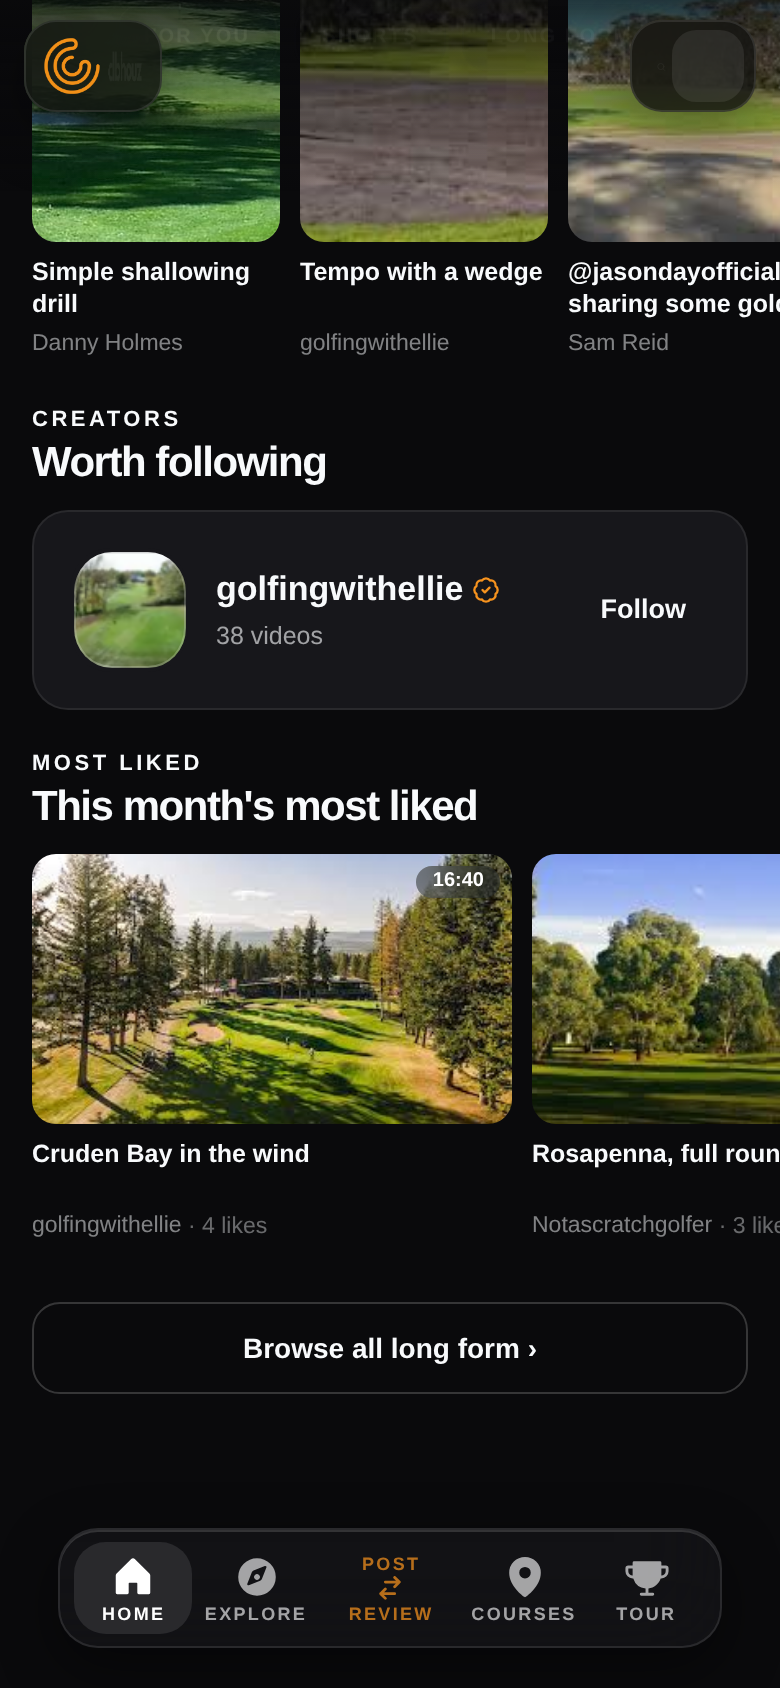 OR YOU
Simple shallowing
drill
Danny Holmes
Tempo with a wedge
golfingwithellie
@jasondayofficial
sharing some gol
Sam Reid
CREATORS
Worth following
golfingwithellie
38 videos
Follow
MOST LIKED
This month's most liked
16:40
Cruden Bay in the wind
golfingwithellie · 4 likes
Rosapenna, full roun
Notascratchgolfer · 3 like
Browse all long form ›
HOME
EXPLORE
POST
REVIEW
COURSES
TOUR